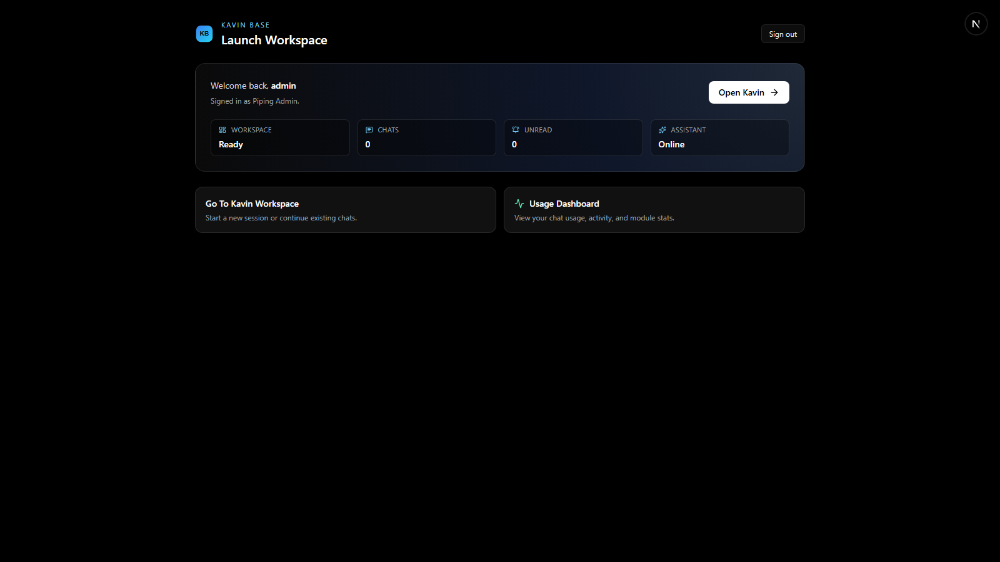 KB
KAVIN BASE
Launch Workspace
Sign out
N
Welcome back, admin
Signed in as Piping Admin.
Open Kavin
WORKSPACE
Ready
CHATS
0
UNREAD
0
ASSISTANT
Online
Go To Kavin Workspace
Start a new session or continue existing chats.
Usage Dashboard
View your chat usage, activity, and module stats.